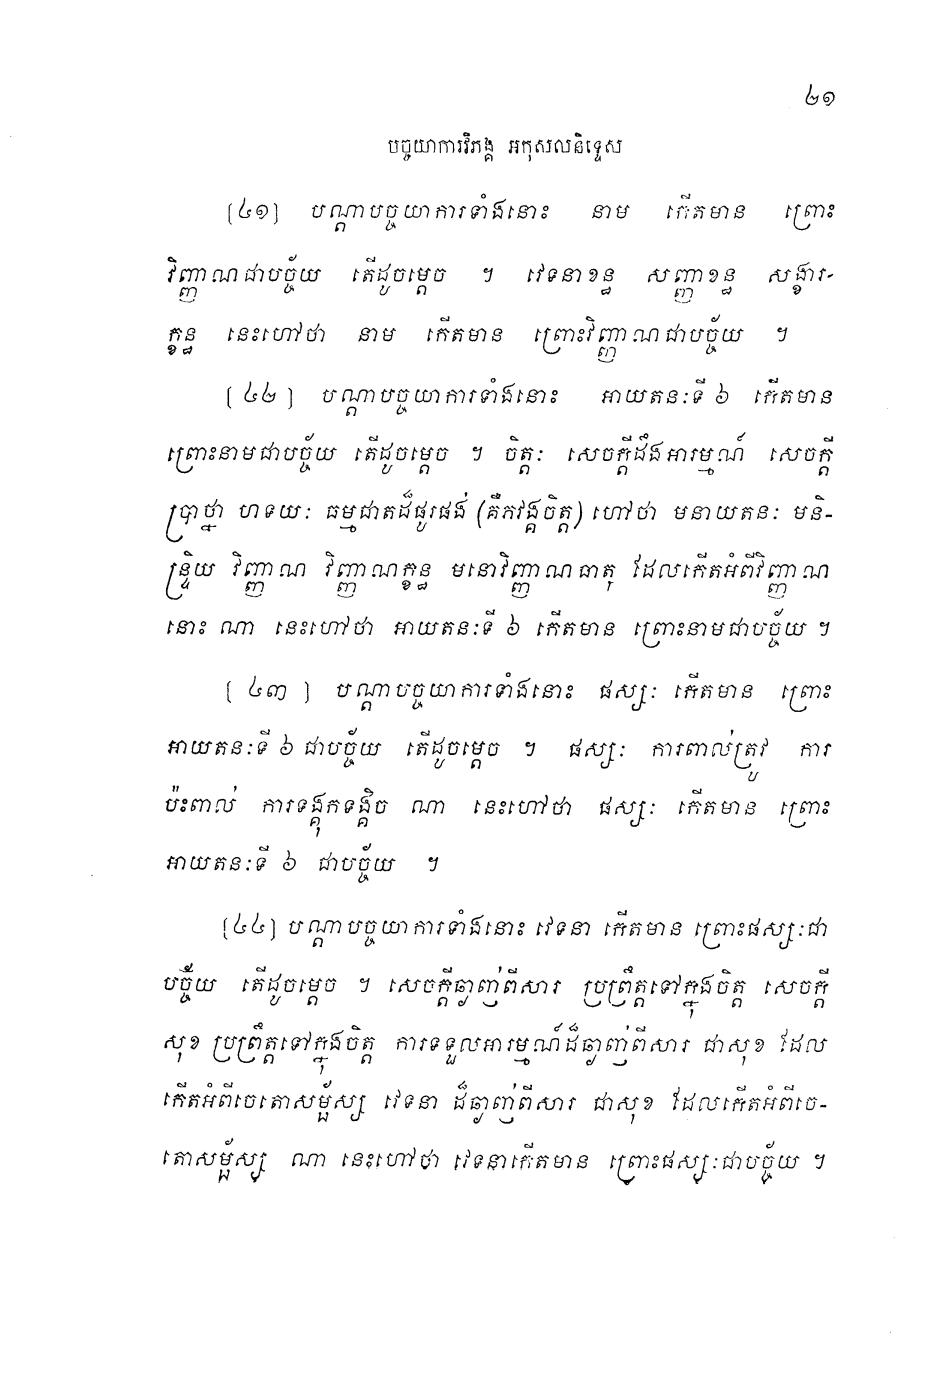 ២១
បច្ចយាការវិភង្គ អកុសលនិទ្ទេស
(៤១) បណ្តាបច្ចយាការទាំងនោះ នាម កើតមាន ព្រោះ
វិញ្ញាណជាបច្ច័យ តើដូចម្តេច ។ វេទនាខន្ធ សញ្ញាខន្ធ សង្ខារ-
ក្ខន្ធ នេះហៅថា នាម កើតមាន ព្រោះវិញ្ញាណជាបច្ច័យ ។
(៤២) បណ្តាបច្ចយាការទាំងនោះ អាយតនៈទី ៦ កើតមាន
ព្រោះនាមជាបច្ច័យ តើដូចម្តេច ។ ចិត្តៈ សេចក្តីដឹងអារម្មណ៍ សេចក្តី
ប្រាថ្នា ហទយៈ ធម្មជាតដ៏ផូរផង់ (គឺភវង្គចិត្ត) ហៅថា មនាយតនៈ មនិ-
ន្ទ្រិយ វិញ្ញាណ វិញ្ញាណក្ខន្ធ មនោវិញ្ញាណធាតុ ដែលកើតអំពីវិញ្ញាណ
នោះ ណា នេះហៅថា អាយតនៈទី ៦ កើតមាន ព្រោះនាមជាបច្ច័យ ។
(៤៣) បណ្តាបច្ចយាការទាំងនោះ ផស្សៈ កើតមាន ព្រោះ
អាយតនៈទី ៦ ជាបច្ច័យ តើដូចម្តេច ។ ផស្សៈ ការពាល់ត្រូវ ការ
ប៉ះពាល់ ការទង្គុកទង្គិច ណា នេះហៅថា ផស្សៈ កើតមាន ព្រោះ
អាយតនៈទី ៦ ជាបច្ច័យ ។
(៤៤) បណ្តាបច្ចយាការទាំងនោះ វេទនា កើតមាន ព្រោះផស្សៈជា
បច្ច័យ តើដូចម្តេច ។ សេចក្តីឆ្ងាញ់ពីសារ ប្រព្រឹត្តទៅក្នុងចិត្ត សេចក្តី
សុខ ប្រព្រឹត្តទៅក្នុងចិត្ត ការទទួលអារម្មណ៍ដ៏ឆ្ងាញ់ពីសារ ជាសុខ ដែល
កើតអំពីចេតោសម្ផ័ស្ស វេទនា ដ៏ឆ្ងាញ់ពីសារ ជាសុខ ដែលកើតអំពីចេ-
តោសម្ផ័ស្ស ណា នេះហៅថា វេទនាកើតមាន ព្រោះផស្សៈជាបច្ច័យ ។